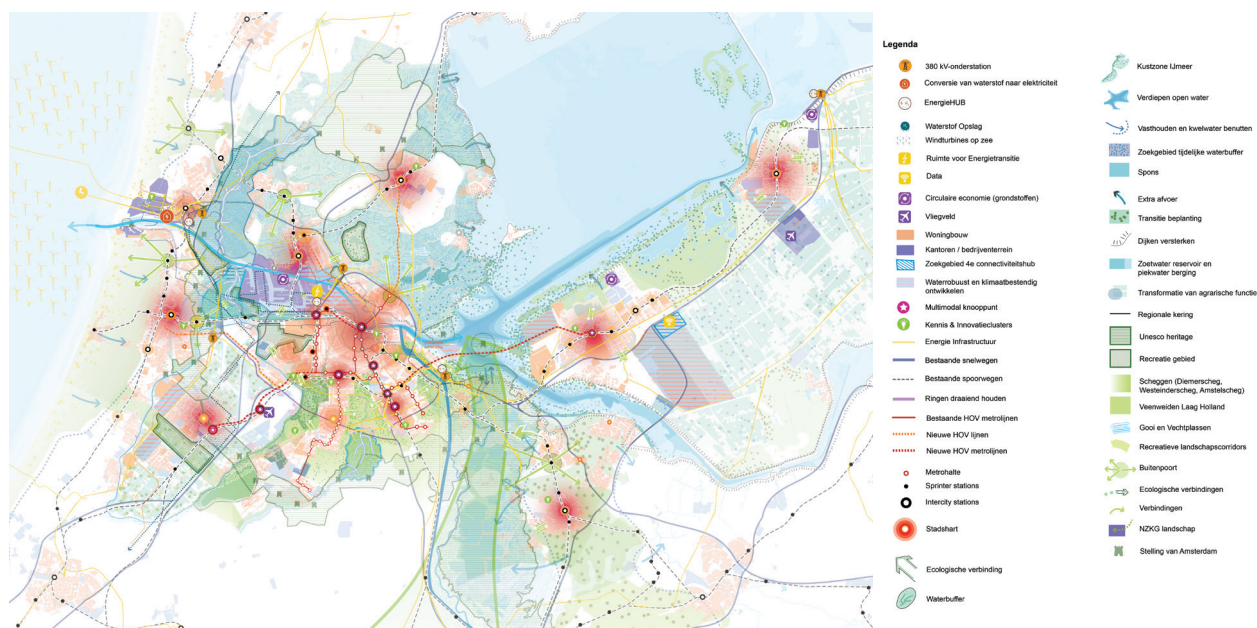 Legenda
380 kV-onderstation
Conversie van waterstof naar elektriciteit
EnergieHUB
Waterstof Opslag
Windturbines op zee
Ruimte voor Energietransitie
Data
Circulaire economie (grondstoffen)
Vliegveld
Woningbouw
Kantoren / bedrijventerrein
Zoekgebied 4e connectiviteitshub
Waterrobuust en klimaatbestendig
ontwikkelen
Multimodal knooppunt
Kennis & Innovatieclusters
Energie Infrastructuur
Bestaande snelwegen
Bestaande spoorwegen
Ringen draaiend houden
Bestaande HOV metrolijnen
Nieuwe HOV lijnen
Nieuwe HOV metrolijnen
Metrohalte
Sprinter stations
Intercity stations
Stadshart
Ecologische verbinding
Waterbuffer
Kustzone IJmeer
Verdiepen open water
Vasthouden en kwelwater benutten
Zoekgebied tijdelijke waterbuffer
Spons
Extra afvoer
Transitie beplanting
Dijken versterken
Zoetwater reservoir en
piekwater berging
Transformatie van agrarische functie
Regionale kering
Unesco heritage
Recreatie gebied
Scheggen (Diemerscheg,
Westeinderscheg, Amstelscheg)
Veenweiden Laag Holland
Gooi en Vechtplassen
Recreatieve landschapscorridors
Buitenpoort
Ecologische verbindingen
Verbindingen
NZKG landschap
Stelling van Amsterdam